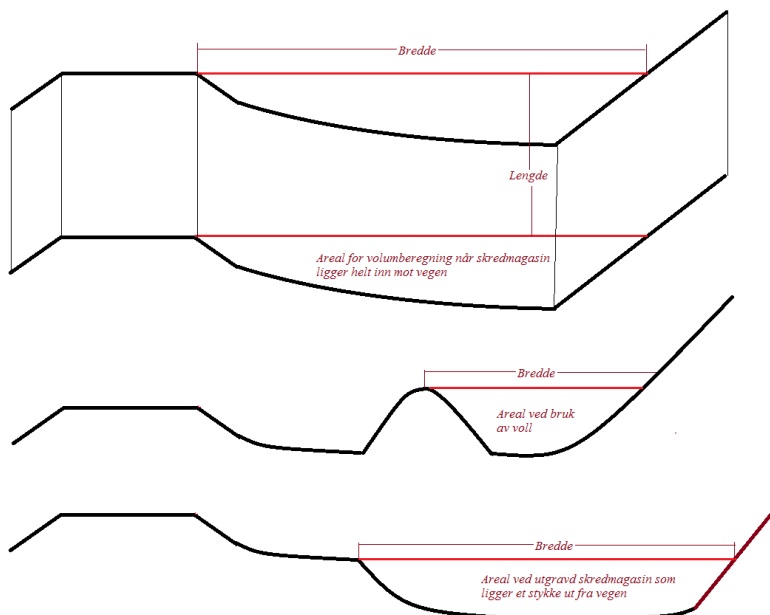 Bredde
Lengde
Areal for volumberegning når skredmagasin
ligger helt inn mot vegen
Bredde
Areal ved bruk
av voll
Bredde
Areal ved utgravd skredmagasin som
ligger et stykke ut fra vegen